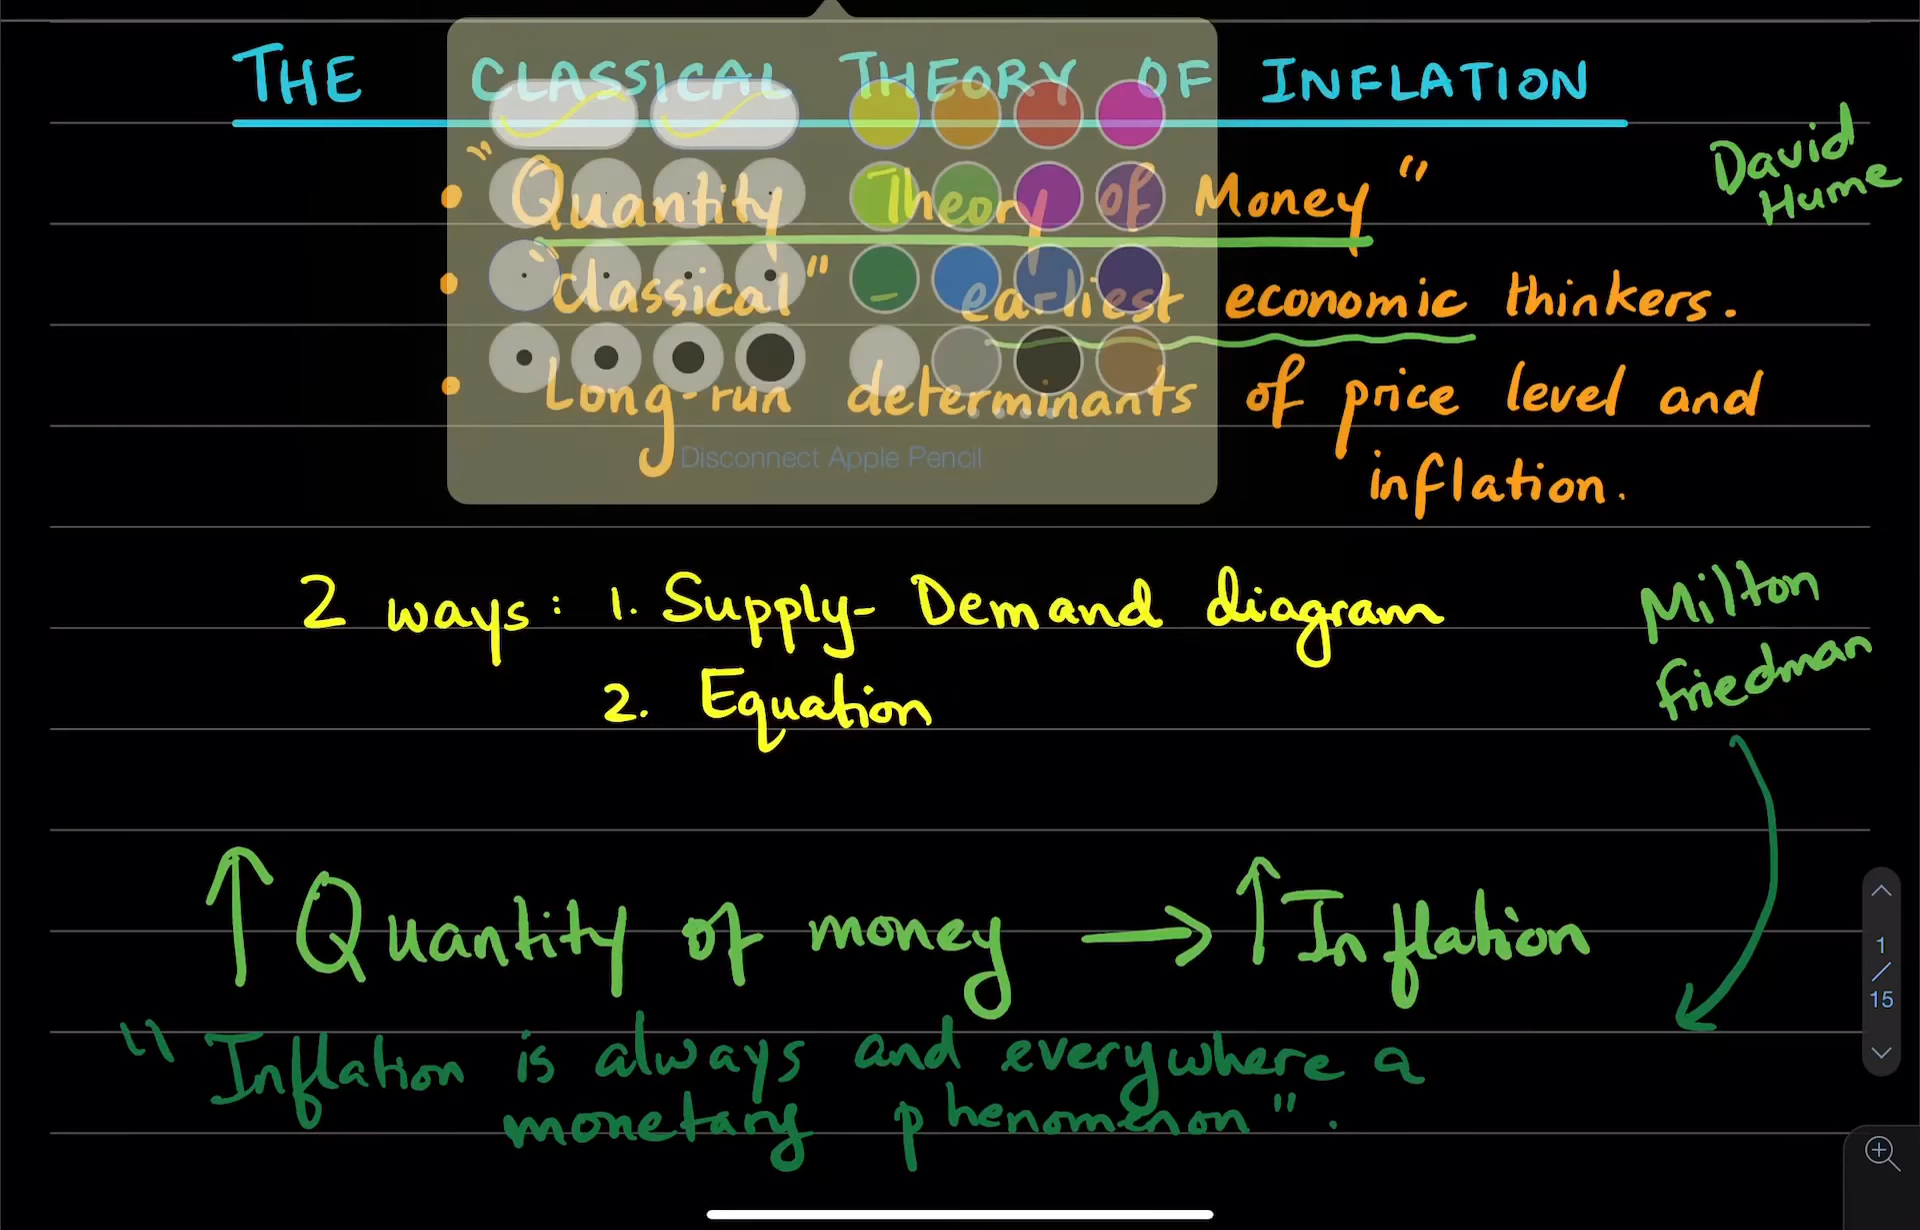 THE CLASSICAL THEORY OF INFLATION
David
Hume
• "Quantity Theory of Money"
• "Classical" – earliest economic thinkers.
• Long-run determinants of price level and
inflation.
Disconnect Apple Pencil
2 ways: 1. Supply-Demand diagram
2. Equation
Milton
Friedman
↑ Quantity of money → ↑ Inflation
"Inflation is always and everywhere a
monetary phenomenon".
1
/
15